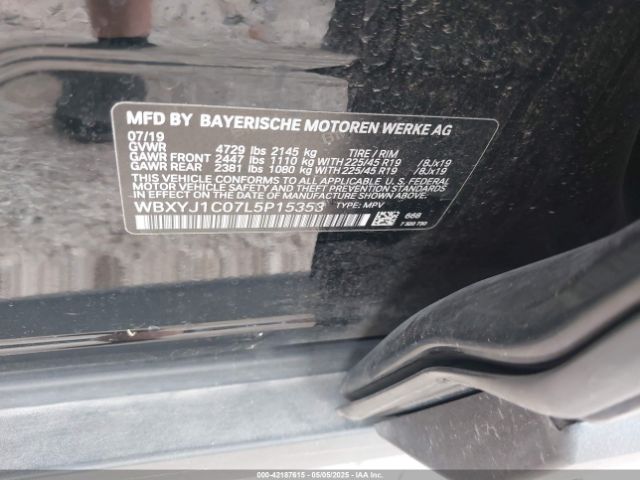 MFD BY BAYERISCHE MOTOREN WERKE AG
07/19
GVWR 4729 lbs 2145 kg TIRE / RIM
GAWR FRONT 2447 lbs 1110 kg WITH 225/45 R19 / 8Jx19
GAWR REAR 2381 lbs 1080 kg WITH 225/45 R19 / 8Jx19
THIS VEHICLE CONFORMS TO ALL APPLICABLE U.S. FEDERAL
MOTOR VEHICLE SAFETY AND THEFT PREVENTION STANDARDS
IN EFFECT ON THE DATE OF MANUFACTURE SHOWN ABOVE.
WBXYJ1C07L5P15353 TYPE: MPV
668
000-42187615 - 05/05/2025 - IAA Inc. (IAA)